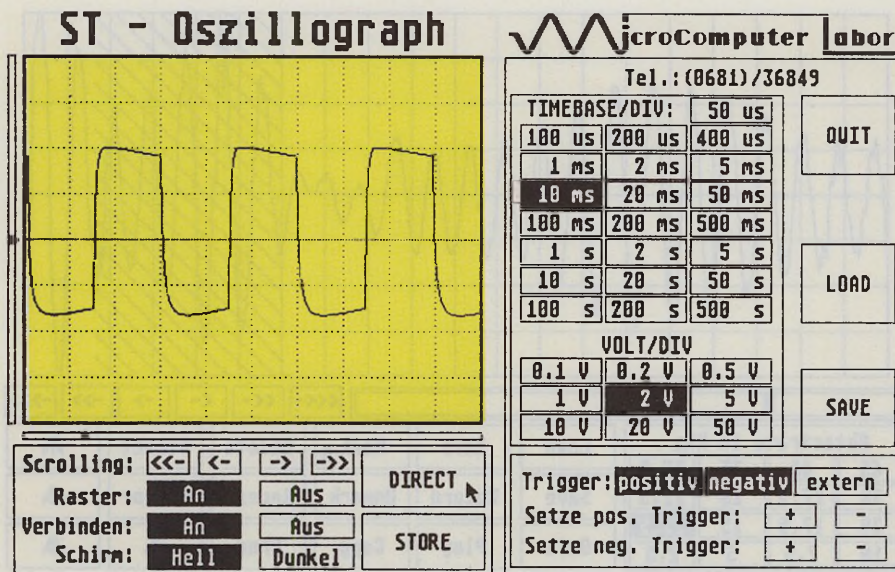 ST - Oszillograph
MicroComputer Labor
Tel.:(0681)/36849
TIMEBASE/DIV: 50 us
100 us 200 us 400 us
1 ms 2 ms 5 ms
10 ms 20 ms 50 ms
100 ms 200 ms 500 ms
1 s 2 s 5 s
10 s 20 s 50 s
100 s 200 s 500 s
VOLT/DIV
0.1 V 0.2 V 0.5 V
1 V 2 V 5 V
10 V 20 V 50 V
QUIT
LOAD
SAVE
Scrolling: <<- <- -> ->>
Raster: An Aus
Verbinden: An Aus
Schirm: Hell Dunkel
DIRECT
STORE
Trigger: positiv negativ extern
Setze pos. Trigger: + -
Setze neg. Trigger: + -